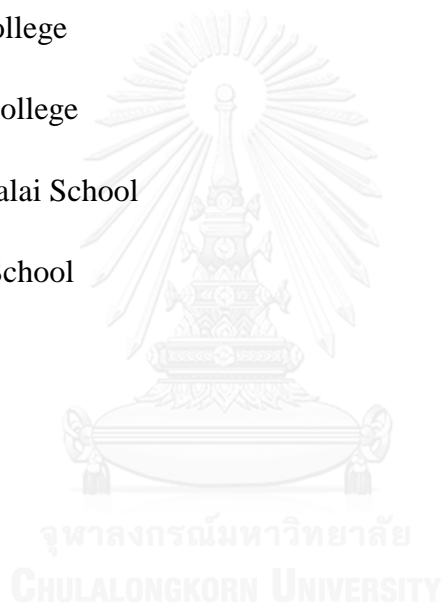 ollege
ollege
alai School
School
จุฬาลงกรณ์มหาวิทยาลัย
CHULALONGKORN UNIVERSITY